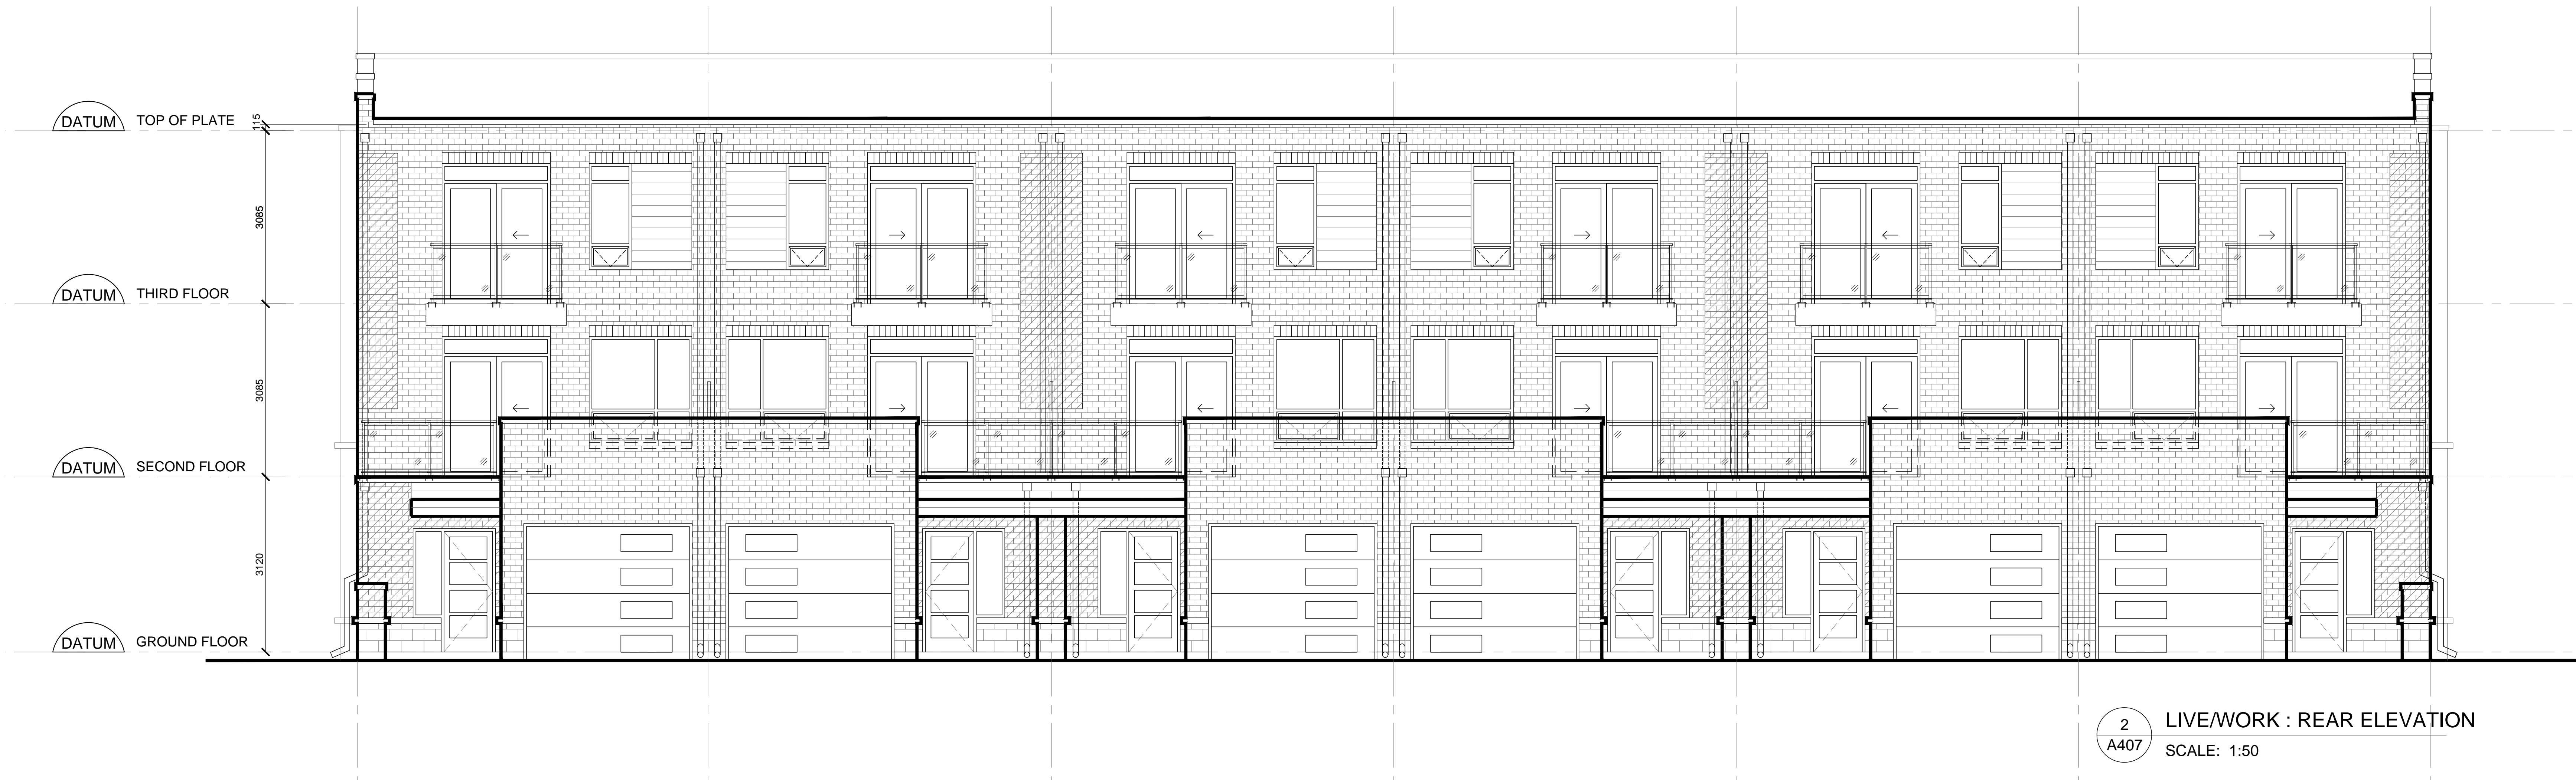 DATUM TOP OF PLATE
115
3085
DATUM THIRD FLOOR
3085
DATUM SECOND FLOOR
3120
DATUM GROUND FLOOR
2
A407
LIVE/WORK : REAR ELEVATION
SCALE: 1:50